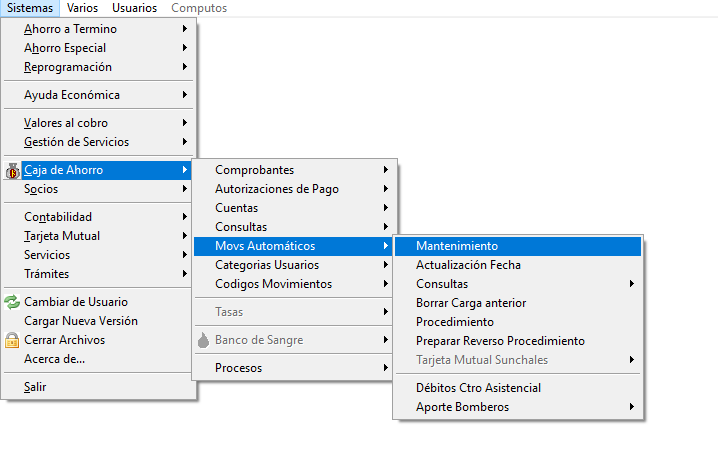 Sistemas Varios Usuarios Computos
Ahorro a Termino
Ahorro Especial
Reprogramación
Ayuda Económica
Valores al cobro
Gestión de Servicios
Caja de Ahorro
Socios
Contabilidad
Tarjeta Mutual
Servicios
Trámites
Cambiar de Usuario
Cargar Nueva Versión
Cerrar Archivos
Acerca de...
Salir
Comprobantes
Autorizaciones de Pago
Cuentas
Consultas
Movs Automáticos
Categorias Usuarios
Codigos Movimientos
Tasas
Banco de Sangre
Procesos
Mantenimiento
Actualización Fecha
Consultas
Borrar Carga anterior
Procedimiento
Preparar Reverso Procedimiento
Tarjeta Mutual Sunchales
Débitos Ctro Asistencial
Aporte Bomberos